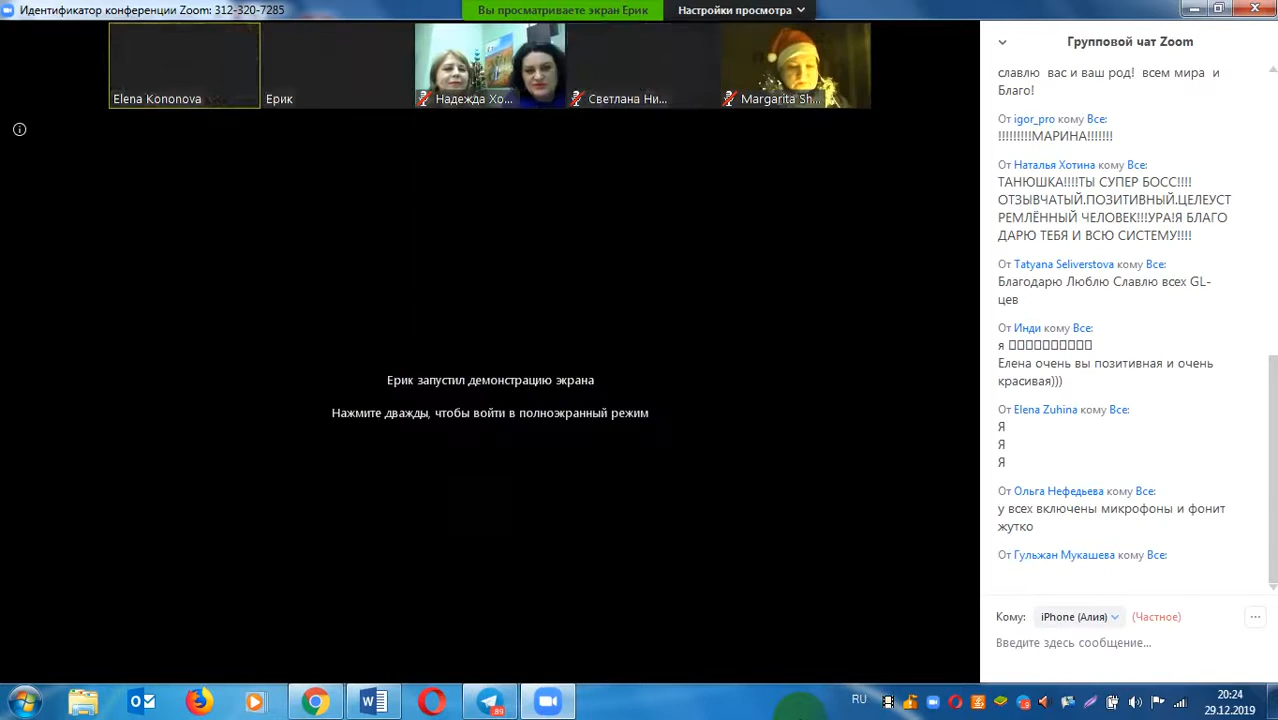 Идентификатор конференции Zoom: 312-320-7285
Вы просматриваете экран Ерик
Настройки просмотра
Elena Kononova
Ерик
Надежда Хо...
Светлана Ни...
Margarita Sh...
Ерик запустил демонстрацию экрана
Нажмите дважды, чтобы войти в полноэкранный режим
Групповой чат Zoom
славлю вас и ваш род! всем мира и
Благо!
От igor_pro кому Все:
!!!!!!!!!МАРИНА!!!!!!!
От Наталья Хотина кому Все:
ТАНЮШКА!!!!ТЫ СУПЕР БОСС!!!!
ОТЗЫВЧАТЫЙ.ПОЗИТИВНЫЙ.ЦЕЛЕУСТ
РЕМЛЁННЫЙ ЧЕЛОВЕК!!!УРА!Я БЛАГО
ДАРЮ ТЕБЯ И ВСЮ СИСТЕМУ!!!!
От Tatyana Seliverstova кому Все:
Благодарю Люблю Славлю всех GL-
цев
От Инди кому Все:
я
Елена очень вы позитивная и очень
красивая)))
От Elena Zuhina кому Все:
Я
Я
Я
От Ольга Нефедьева кому Все:
у всех включены микрофоны и фонит
жутко
От Гульжан Мукашева кому Все:
Кому: iPhone (Алия) (Частное)
Введите здесь сообщение...
89
RU
20:24
29.12.2019